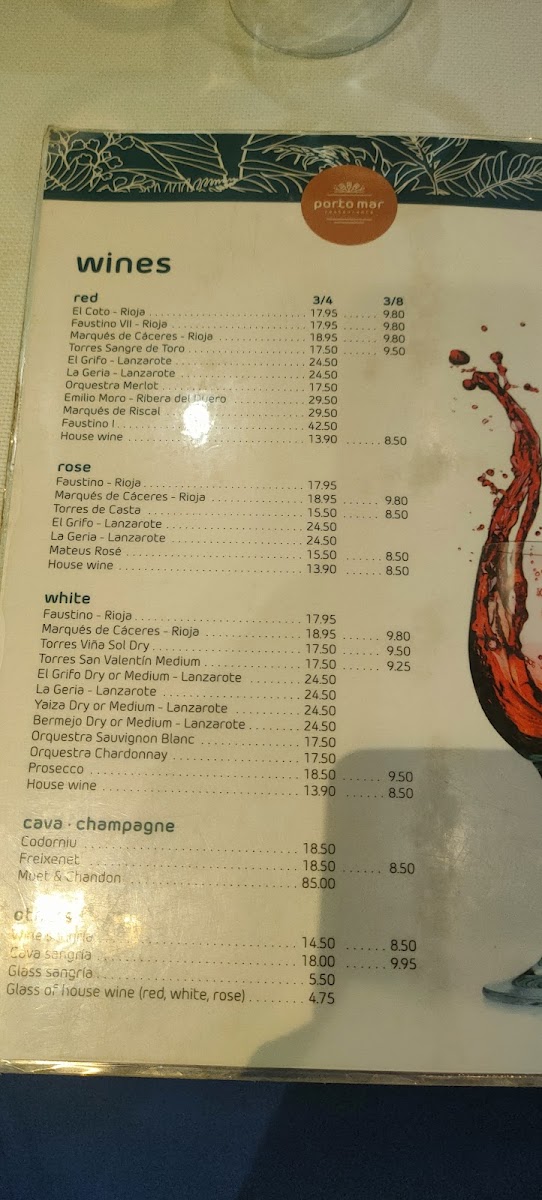 porto mar
restaurante
wines
red 3/4 3/8
El Coto - Rioja 17.95 9.80
Faustino VII - Rioja 17.95 9.80
Marqués de Cáceres - Rioja 18.95 9.80
Torres Sangre de Toro 17.50 9.50
El Grifo - Lanzarote 24.50
La Geria - Lanzarote 24.50
Orquestra Merlot 17.50
Emilio Moro - Ribera del Duero 29.50
Marqués de Riscal 29.50
Faustino I 42.50
House wine 13.90 8.50
rose
Faustino - Rioja 17.95
Marqués de Cáceres - Rioja 18.95 9.80
Torres de Casta 15.50 8.50
El Grifo - Lanzarote 24.50
La Geria - Lanzarote 24.50
Mateus Rosé 15.50 8.50
House wine 13.90 8.50
white
Faustino - Rioja 17.95
Marqués de Cáceres - Rioja 18.95 9.80
Torres Viña Sol Dry 17.50 9.50
Torres San Valentín Medium 17.50 9.25
El Grifo Dry or Medium - Lanzarote 24.50
La Geria - Lanzarote 24.50
Yaiza Dry or Medium - Lanzarote 24.50
Bermejo Dry or Medium - Lanzarote 24.50
Orquestra Sauvignon Blanc 17.50
Orquestra Chardonnay 17.50
Prosecco 18.50 9.50
House wine 13.90 8.50
cava · champagne
Codorniu 18.50
Freixenet 18.50 8.50
Muet & Chandon 85.00
others
Wine sangría 14.50 8.50
Cava sangría 18.00 9.95
Glass sangría 5.50
Glass of house wine (red, white, rose) 4.75